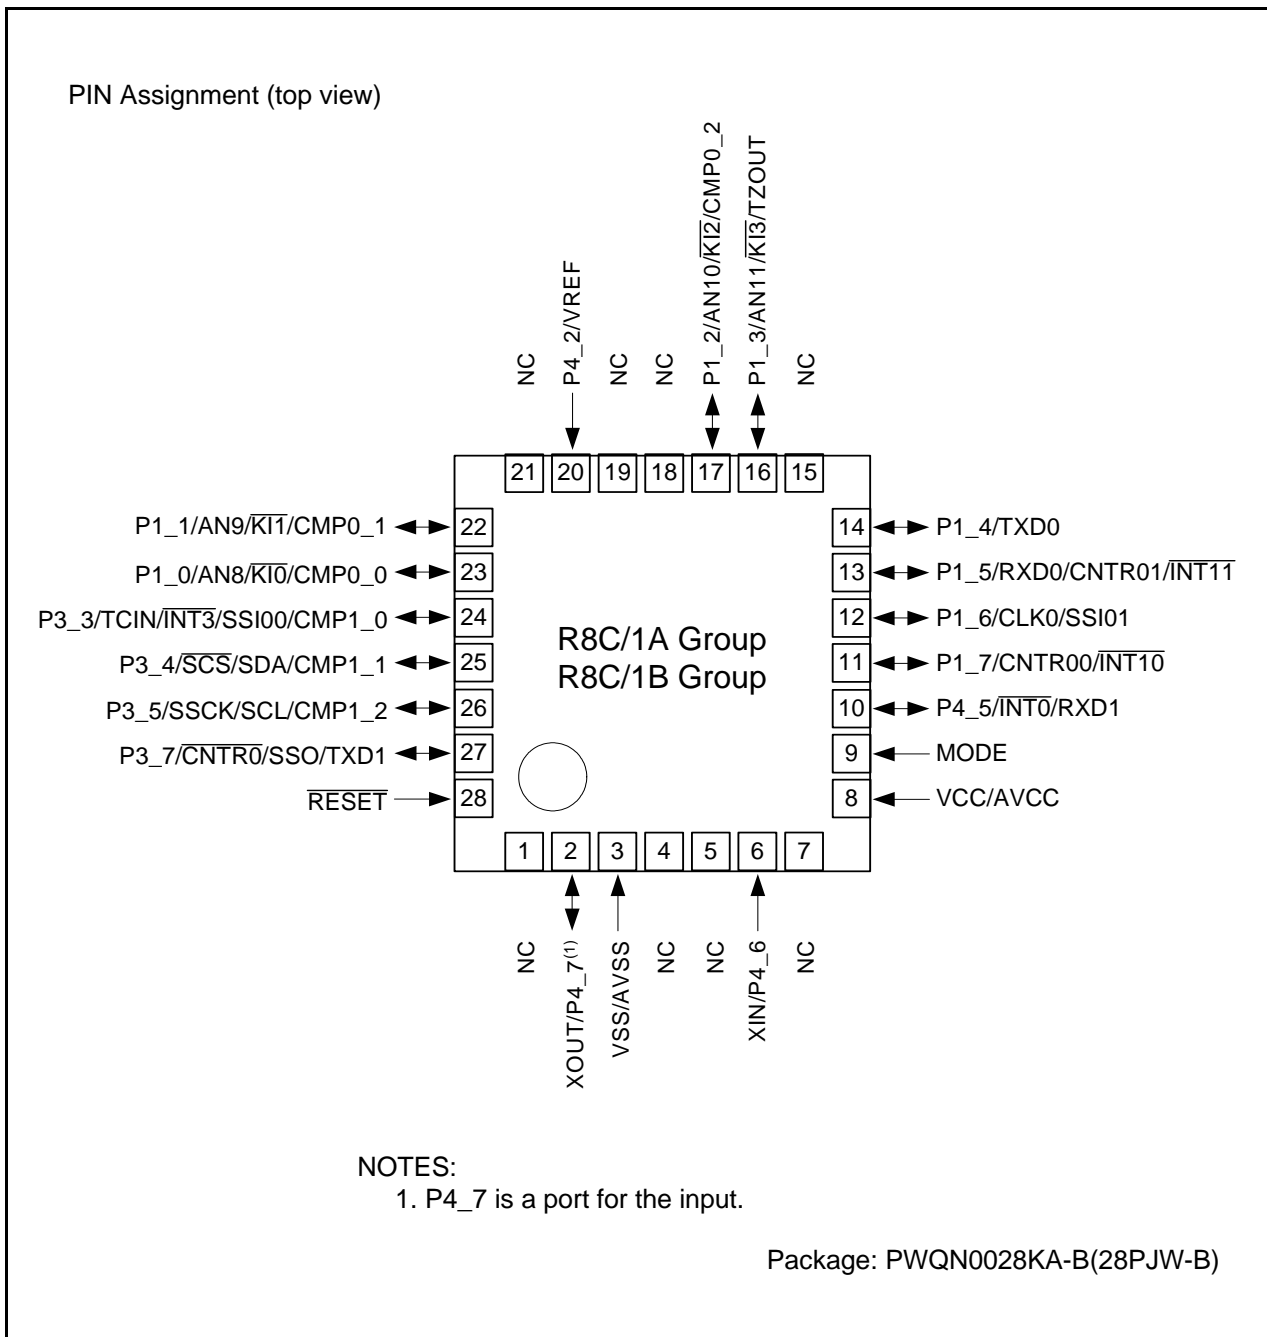 PIN Assignment (top view)
NC
P4_2/VREF
NC
NC
P1_2/AN10/KI2/CMP0_2
P1_3/AN11/KI3/TZOUT
NC
21 20 19 18 17 16 15
P1_1/AN9/KI1/CMP0_1 22
P1_0/AN8/KI0/CMP0_0 23
P3_3/TCIN/INT3/SSI00/CMP1_0 24
P3_4/SCS/SDA/CMP1_1 25
P3_5/SSCK/SCL/CMP1_2 26
P3_7/CNTR0/SSO/TXD1 27
RESET 28
R8C/1A Group
R8C/1B Group
14 P1_4/TXD0
13 P1_5/RXD0/CNTR01/INT11
12 P1_6/CLK0/SSI01
11 P1_7/CNTR00/INT10
10 P4_5/INT0/RXD1
9 MODE
8 VCC/AVCC
1 2 3 4 5 6 7
NC
XOUT/P4_7(1)
VSS/AVSS
NC
NC
XIN/P4_6
NC
NOTES:
1. P4_7 is a port for the input.
Package: PWQN0028KA-B(28PJW-B)